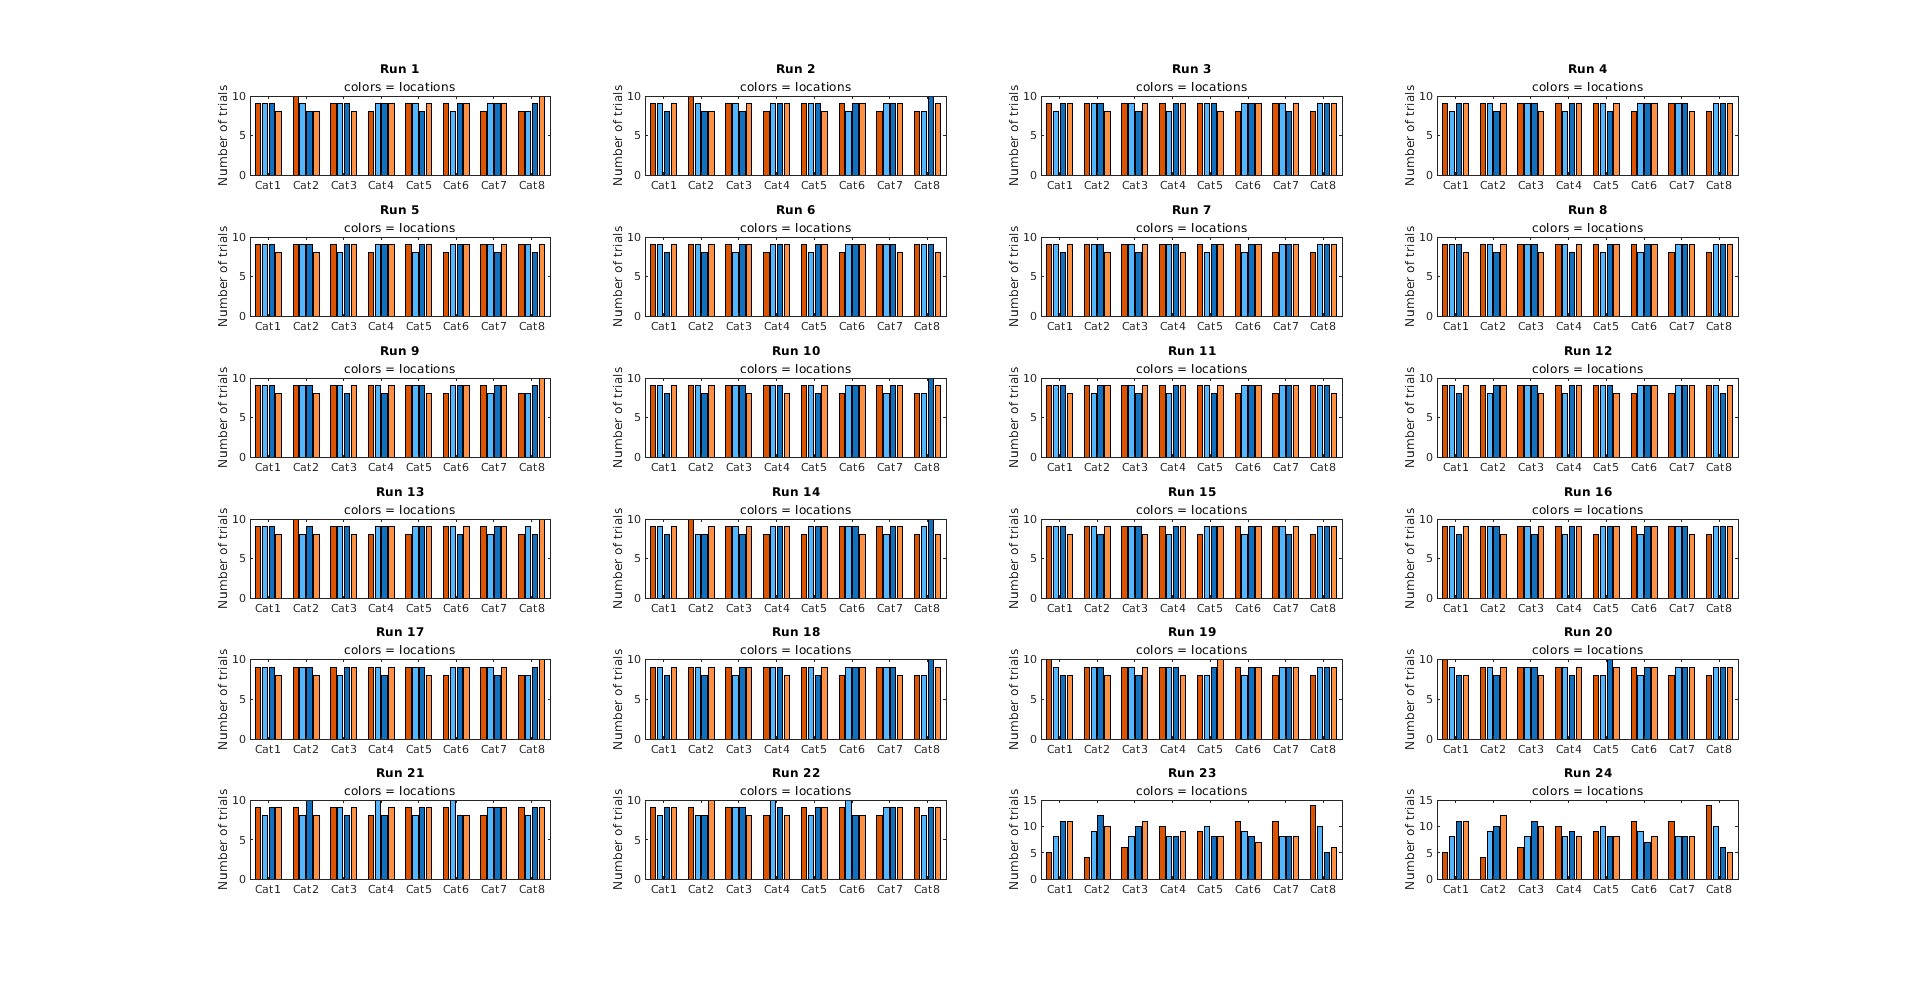 Run 1
colors = locations
Number of trials
10
5
0
Cat1 Cat2 Cat3 Cat4 Cat5 Cat6 Cat7 Cat8
Run 2
colors = locations
Number of trials
10
5
0
Cat1 Cat2 Cat3 Cat4 Cat5 Cat6 Cat7 Cat8
Run 3
colors = locations
Number of trials
10
5
0
Cat1 Cat2 Cat3 Cat4 Cat5 Cat6 Cat7 Cat8
Run 4
colors = locations
Number of trials
10
5
0
Cat1 Cat2 Cat3 Cat4 Cat5 Cat6 Cat7 Cat8
Run 5
colors = locations
Number of trials
10
5
0
Cat1 Cat2 Cat3 Cat4 Cat5 Cat6 Cat7 Cat8
Run 6
colors = locations
Number of trials
10
5
0
Cat1 Cat2 Cat3 Cat4 Cat5 Cat6 Cat7 Cat8
Run 7
colors = locations
Number of trials
10
5
0
Cat1 Cat2 Cat3 Cat4 Cat5 Cat6 Cat7 Cat8
Run 8
colors = locations
Number of trials
10
5
0
Cat1 Cat2 Cat3 Cat4 Cat5 Cat6 Cat7 Cat8
Run 9
colors = locations
Number of trials
10
5
0
Cat1 Cat2 Cat3 Cat4 Cat5 Cat6 Cat7 Cat8
Run 10
colors = locations
Number of trials
10
5
0
Cat1 Cat2 Cat3 Cat4 Cat5 Cat6 Cat7 Cat8
Run 11
colors = locations
Number of trials
10
5
0
Cat1 Cat2 Cat3 Cat4 Cat5 Cat6 Cat7 Cat8
Run 12
colors = locations
Number of trials
10
5
0
Cat1 Cat2 Cat3 Cat4 Cat5 Cat6 Cat7 Cat8
Run 13
colors = locations
Number of trials
10
5
0
Cat1 Cat2 Cat3 Cat4 Cat5 Cat6 Cat7 Cat8
Run 14
colors = locations
Number of trials
10
5
0
Cat1 Cat2 Cat3 Cat4 Cat5 Cat6 Cat7 Cat8
Run 15
colors = locations
Number of trials
10
5
0
Cat1 Cat2 Cat3 Cat4 Cat5 Cat6 Cat7 Cat8
Run 16
colors = locations
Number of trials
10
5
0
Cat1 Cat2 Cat3 Cat4 Cat5 Cat6 Cat7 Cat8
Run 17
colors = locations
Number of trials
10
5
0
Cat1 Cat2 Cat3 Cat4 Cat5 Cat6 Cat7 Cat8
Run 18
colors = locations
Number of trials
10
5
0
Cat1 Cat2 Cat3 Cat4 Cat5 Cat6 Cat7 Cat8
Run 19
colors = locations
Number of trials
10
5
0
Cat1 Cat2 Cat3 Cat4 Cat5 Cat6 Cat7 Cat8
Run 20
colors = locations
Number of trials
10
5
0
Cat1 Cat2 Cat3 Cat4 Cat5 Cat6 Cat7 Cat8
Run 21
colors = locations
Number of trials
10
5
0
Cat1 Cat2 Cat3 Cat4 Cat5 Cat6 Cat7 Cat8
Run 22
colors = locations
Number of trials
10
5
0
Cat1 Cat2 Cat3 Cat4 Cat5 Cat6 Cat7 Cat8
Run 23
colors = locations
Number of trials
15
10
5
0
Cat1 Cat2 Cat3 Cat4 Cat5 Cat6 Cat7 Cat8
Run 24
colors = locations
Number of trials
15
10
5
0
Cat1 Cat2 Cat3 Cat4 Cat5 Cat6 Cat7 Cat8